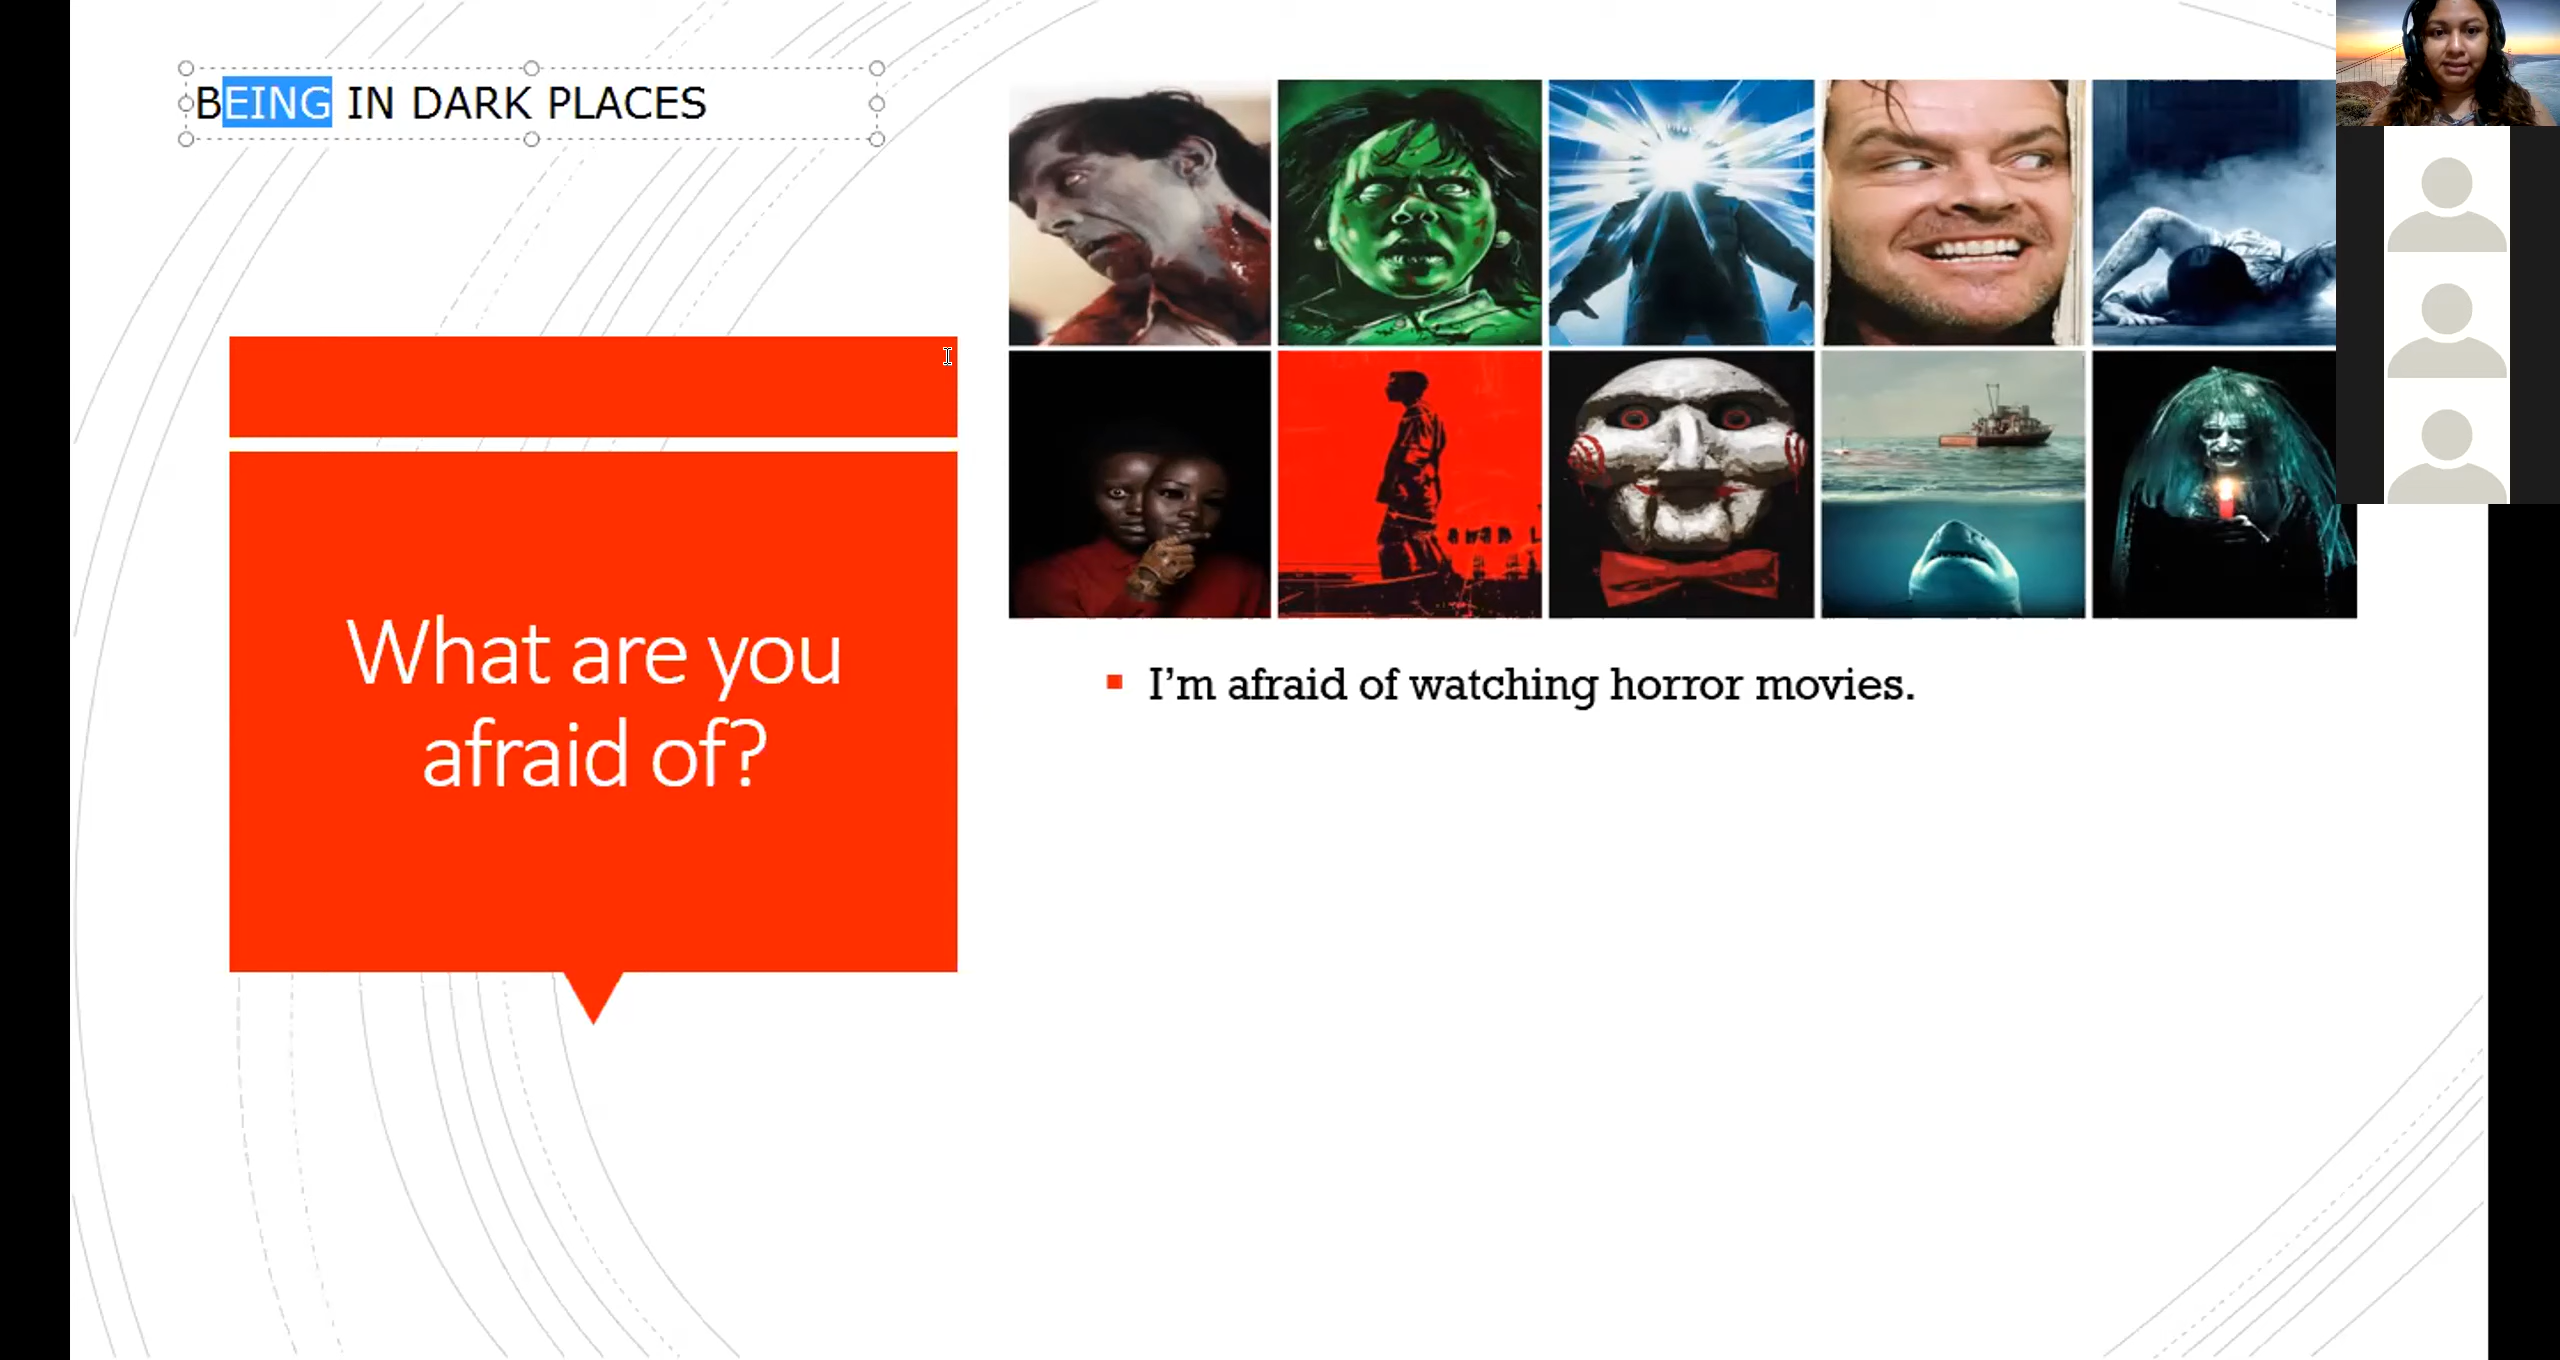 BEING IN DARK PLACES
What are you
afraid of?
I'm afraid of watching horror movies.